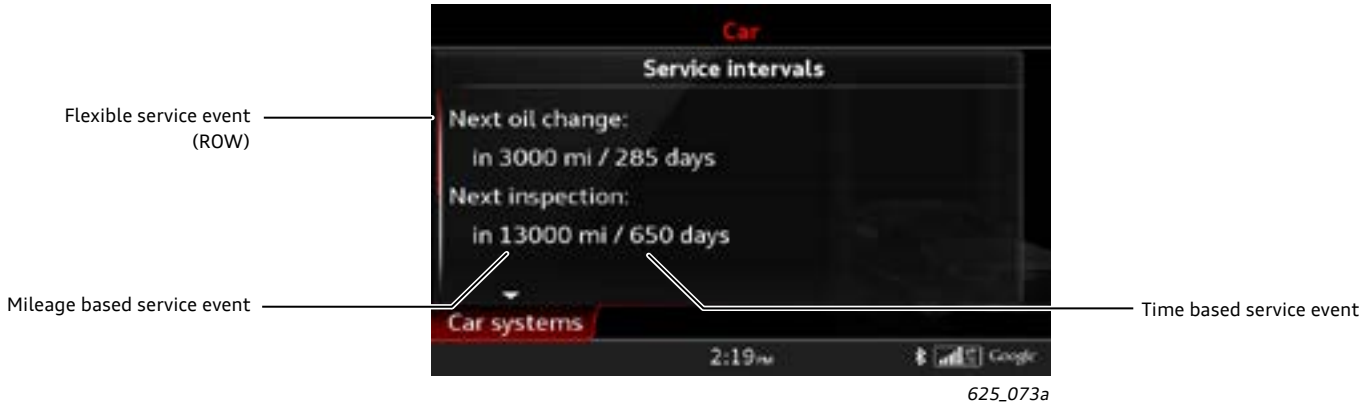 Car
Service intervals
Flexible service event
(ROW)
Next oil change:
in 3000 mi / 285 days
Next inspection:
in 13000 mi / 650 days
Mileage based service event
Time based service event
Car systems
2:19 PM
Google
625_073a